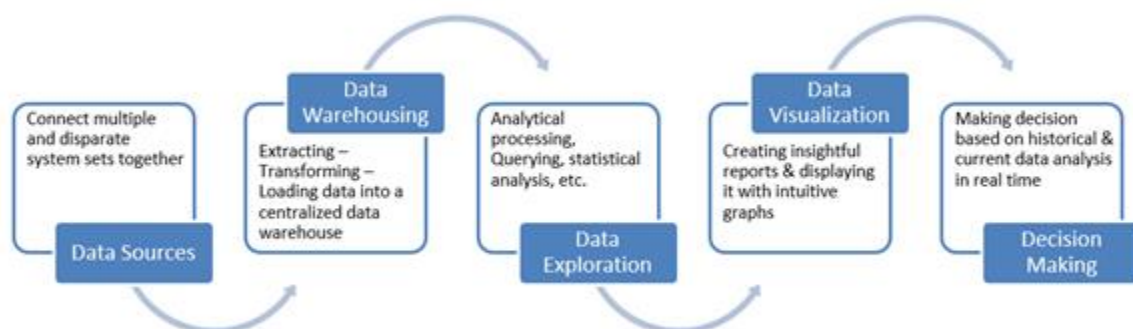 Connect multiple
and disparate
system sets together
Data Sources
Data
Warehousing
Extracting –
Transforming –
Loading data into a
centralized data
warehouse
Analytical
processing,
Querying, statistical
analysis, etc.
Data
Exploration
Data
Visualization
Creating insightful
reports & displaying
it with intuitive
graphs
Making decision
based on historical &
current data analysis
in real time
Decision
Making